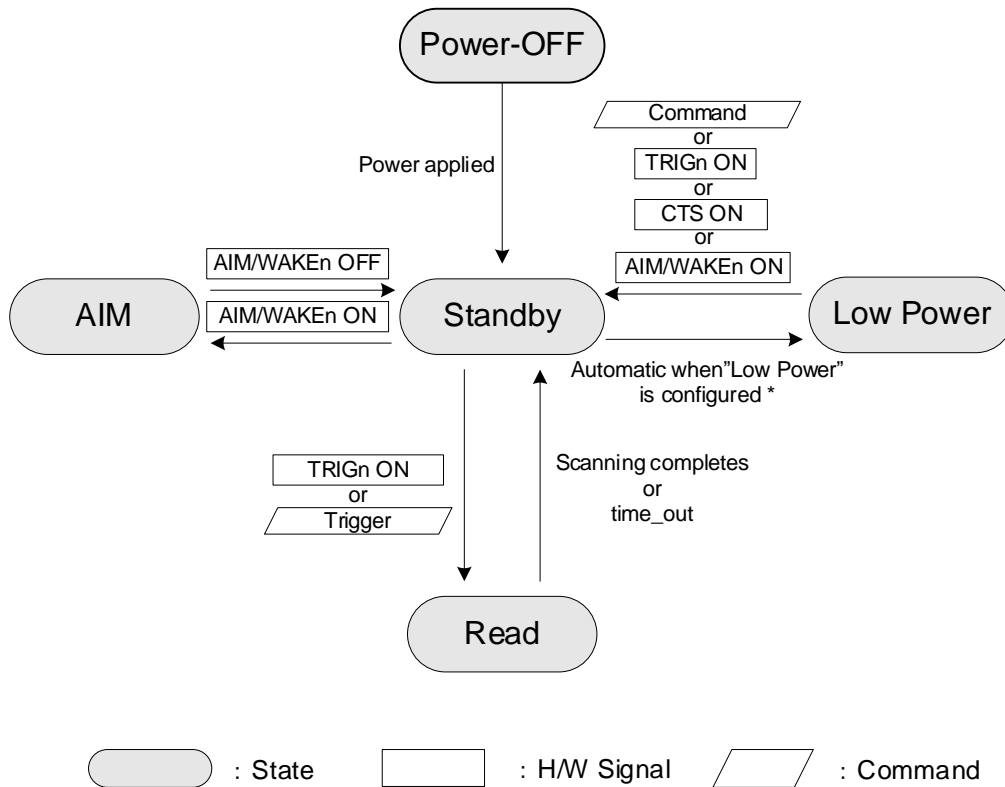 Power-OFF
Command
or
TRIGn ON
or
CTS ON
or
AIM/WAKEn ON
Power applied
AIM/WAKEn OFF
AIM/WAKEn ON
AIM
Standby
Low Power
Automatic when”Low Power”
is configured *
TRIGn ON
or
Trigger
Scanning completes
or
time_out
Read
: State
: H/W Signal
: Command